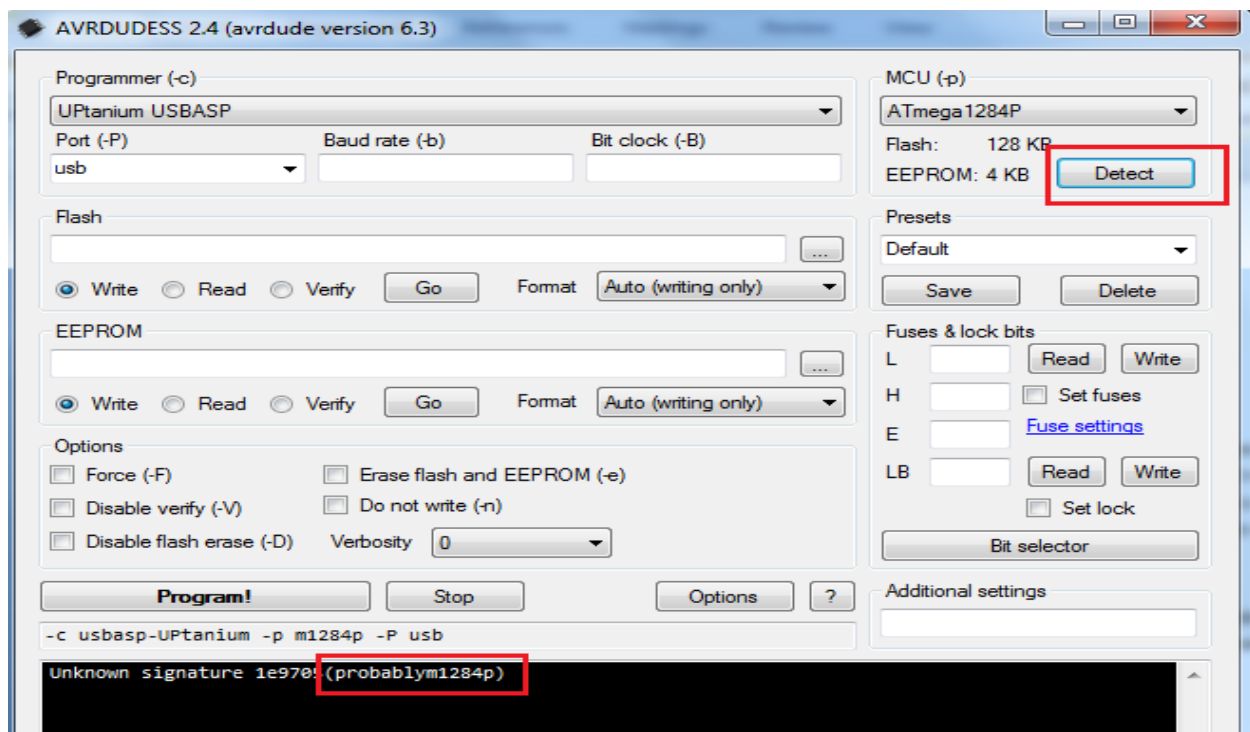 AVRDUDESS 2.4 (avrdude version 6.3)
Programmer (-c)
UPtanium USBASP
Port (-P) Baud rate (-b) Bit clock (-B)
usb
MCU (-p)
ATmega1284P
Flash: 128 KB
EEPROM: 4 KB Detect
Flash
...
Write Read Verify Go Format Auto (writing only)
Presets
Default
Save Delete
EEPROM
...
Write Read Verify Go Format Auto (writing only)
Fuses & lock bits
L Read Write
H Set fuses
E Fuse settings
LB Read Write
Set lock
Bit selector
Options
Force (-F) Erase flash and EEPROM (-e)
Disable verify (-V) Do not write (-n)
Disable flash erase (-D) Verbosity 0
Program! Stop Options ?
Additional settings
-c usbasp-UPtanium -p m1284p -P usb
Unknown signature 1e9705(probablym1284p)